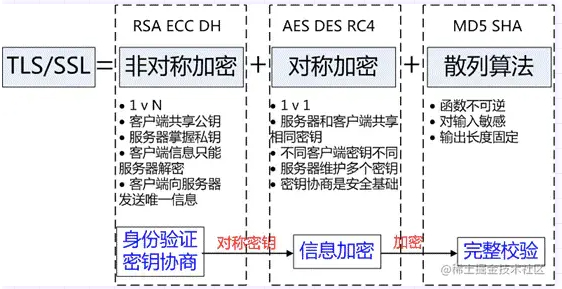 RSA ECC DH
AES DES RC4
MD5 SHA
TLS/SSL
=
非对称加密
+
对称加密
+
散列算法
• 1 v N
• 客户端共享公钥
• 服务器掌握私钥
• 客户端信息只能
服务器解密
• 客户端向服务器
发送唯一信息
• 1 v 1
• 服务器和客户端共享
相同密钥
• 不同客户端密钥不同
• 服务器维护多个密钥
• 密钥协商是安全基础
• 函数不可逆
• 对输入敏感
• 输出长度固定
身份验证
密钥协商
对称密钥
信息加密
加密
完整校验
@稀土掘金技术社区